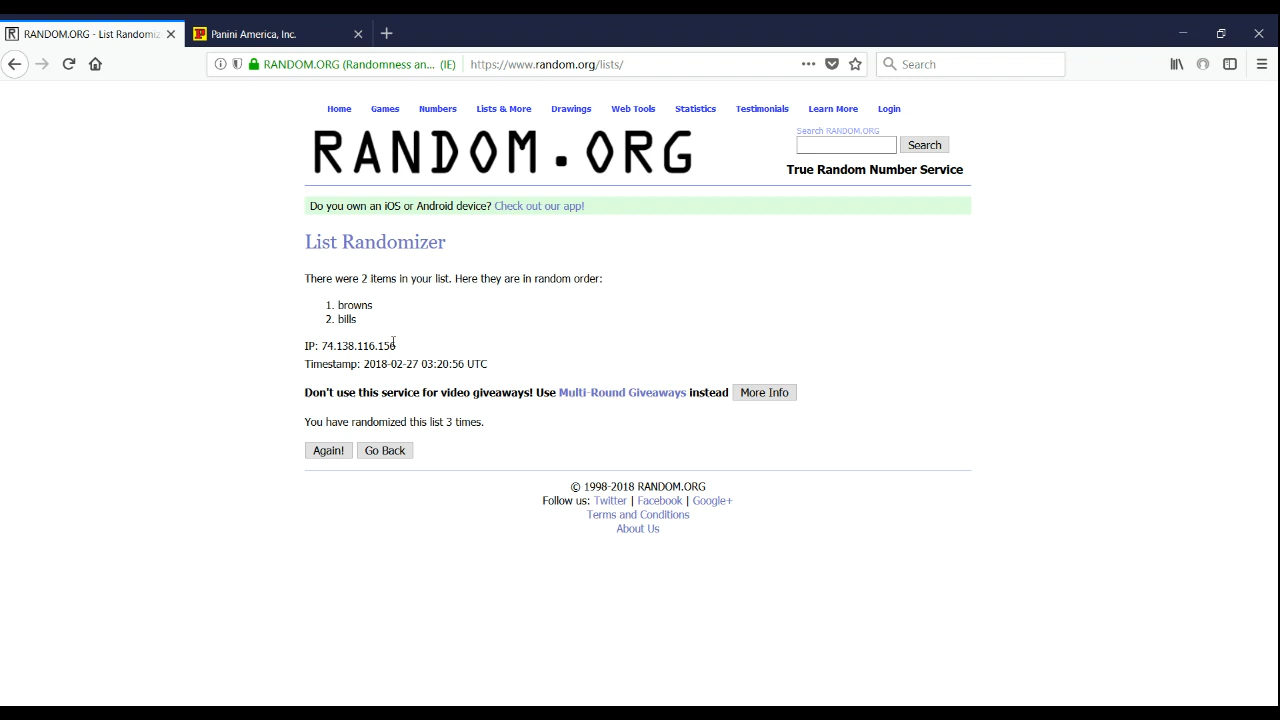 RANDOM.ORG - List Randomiz
Panini America, Inc.
RANDOM.ORG (Randomness an... (IE)
https://www.random.org/lists/
Search
Home Games Numbers Lists & More Drawings Web Tools Statistics Testimonials Learn More Login
Search RANDOM.ORG
RANDOM.ORG
Search
True Random Number Service
Do you own an iOS or Android device? Check out our app!
List Randomizer
There were 2 items in your list. Here they are in random order:
1. browns
2. bills
IP: 74.138.116.156
Timestamp: 2018-02-27 03:20:56 UTC
Don't use this service for video giveaways! Use Multi-Round Giveaways instead More Info
You have randomized this list 3 times.
Again! Go Back
© 1998-2018 RANDOM.ORG
Follow us: Twitter | Facebook | Google+
Terms and Conditions
About Us